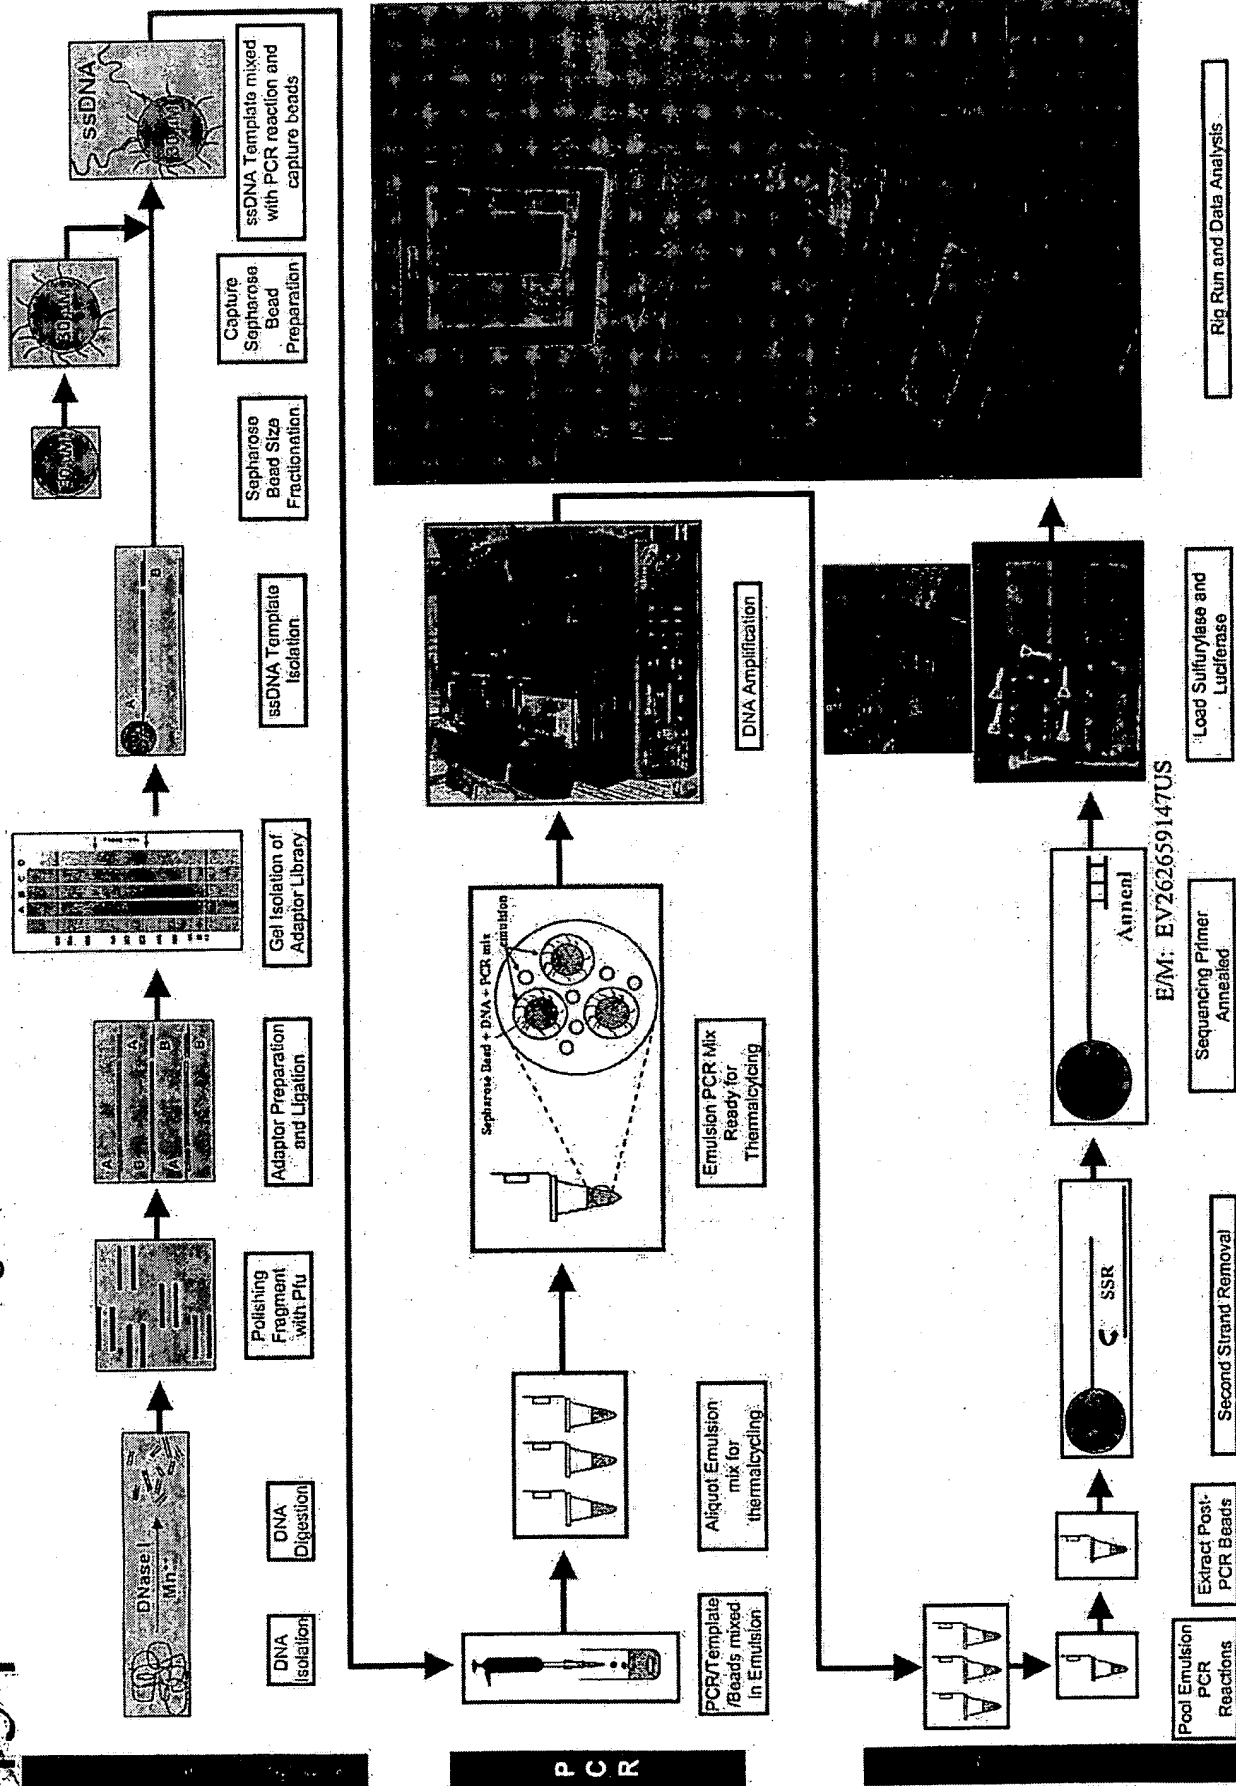 DNase I
Mn++
A
B
A
B
A
B
A
B
C
D
A
B
30μM
30μM
ssDNA
30μM
DNA
Isolation
DNA
Digestion
Polishing
Fragment
with Pfu
Adaptor Preparation
and Ligation
Gel Isolation of
Adaptor Library
ssDNA Template
Isolation
Sepharose
Bead Size
Fractionation
Capture
Sepharose
Bead
Preparation
ssDNA Template mixed
with PCR reaction and
capture beads
P C R
Sepharose Bead + DNA + PCR mix
emulsion
PCR/Template
/Beads mixed
in Emulsion
Aliquot Emulsion
mix for
thermalcycling
Emulsion PCR Mix
Ready for
Thermalcylcing
DNA Amplification
SSR
Anneal
E/M: EV262659147US
Pool Emulsion
PCR
Reactions
Extract Post-
PCR Beads
Second Strand Removal
Sequencing Primer
Annealed
Load Sulfurylase and
Luciferase
Rig Run and Data Analysis